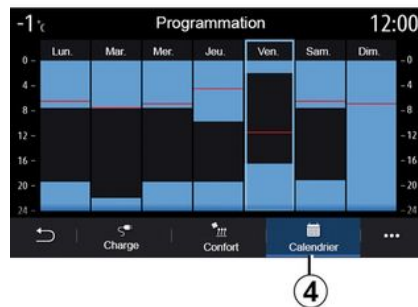 -1°c Programmation 12:00
Lun. Mar. Mer. Jeu. Ven. Sam. Dim.
0 0
4 4
8 8
12 12
16 16
20 20
24 24
Charge Confort Calendrier ...
4